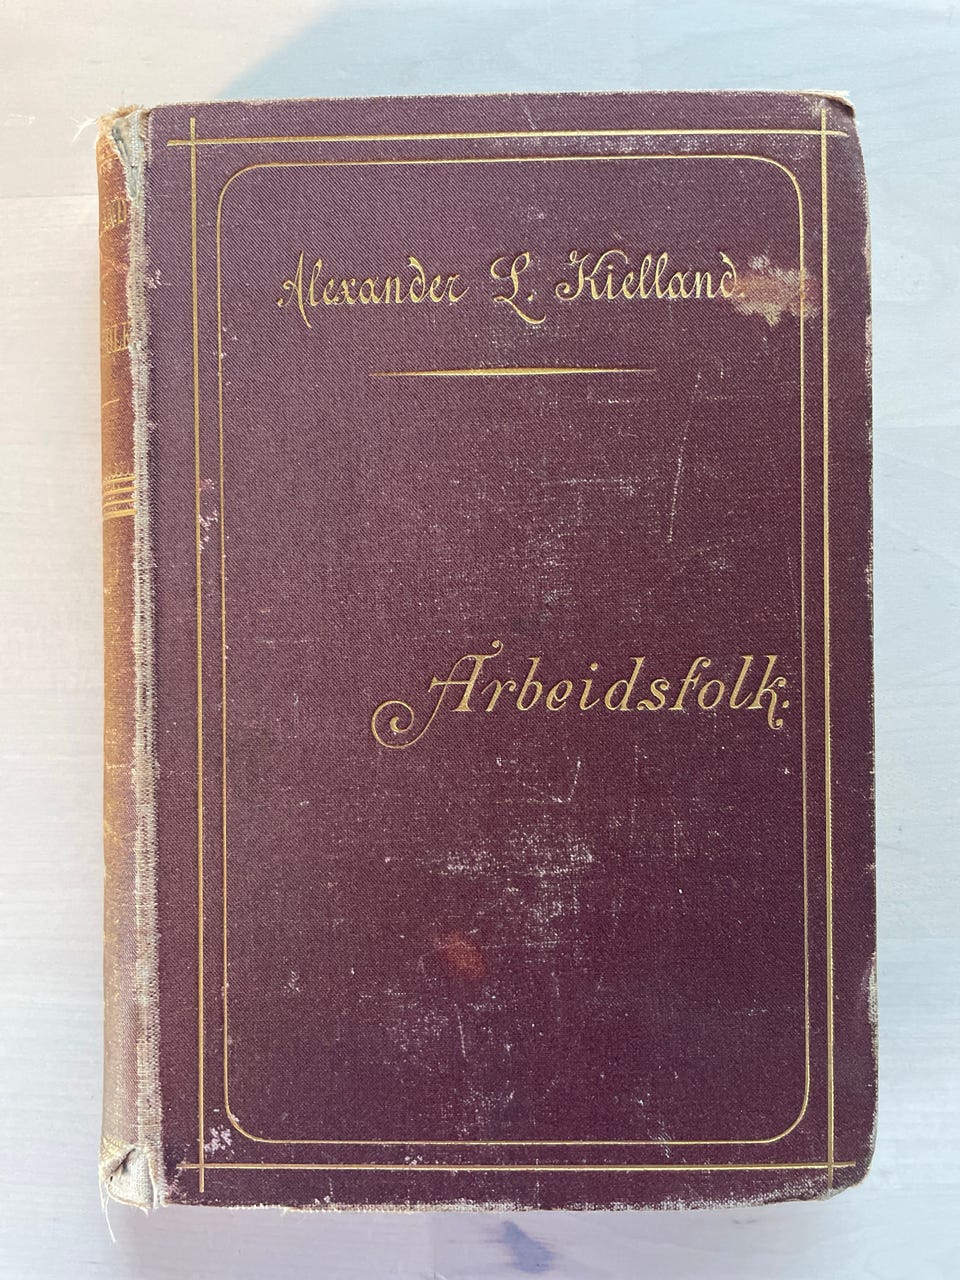 Alexander L. Kielland.
Arbeidsfolk.